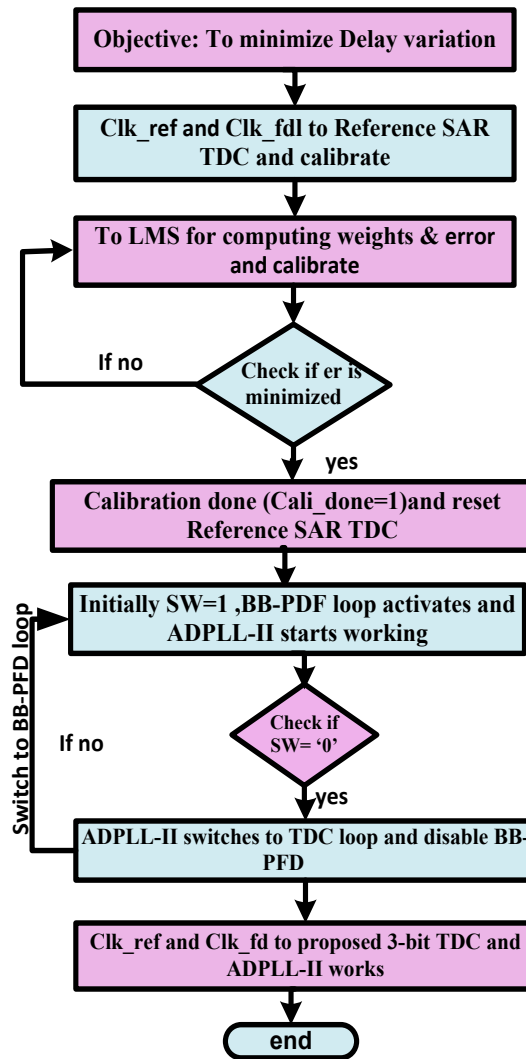 Objective: To minimize Delay variation
Clk_ref and Clk_fdl to Reference SAR
TDC and calibrate
To LMS for computing weights & error
and calibrate
If no
Check if er is
minimized
yes
Calibration done (Cali_done=1)and reset
Reference SAR TDC
Initially SW=1 ,BB-PDF loop activates and
ADPLL-II starts working
Switch to BB-PFD loop
If no
Check if
SW= ‘0’
yes
ADPLL-II switches to TDC loop and disable BB-
PFD
Clk_ref and Clk_fd to proposed 3-bit TDC and
ADPLL-II works
end